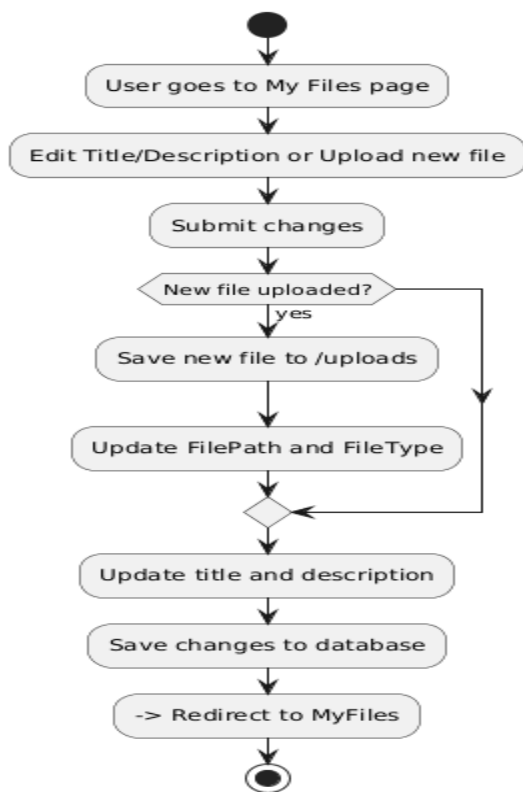 User goes to My Files page
Edit Title/Description or Upload new file
Submit changes
New file uploaded?
yes
Save new file to /uploads
Update FilePath and FileType
Update title and description
Save changes to database
-> Redirect to MyFiles